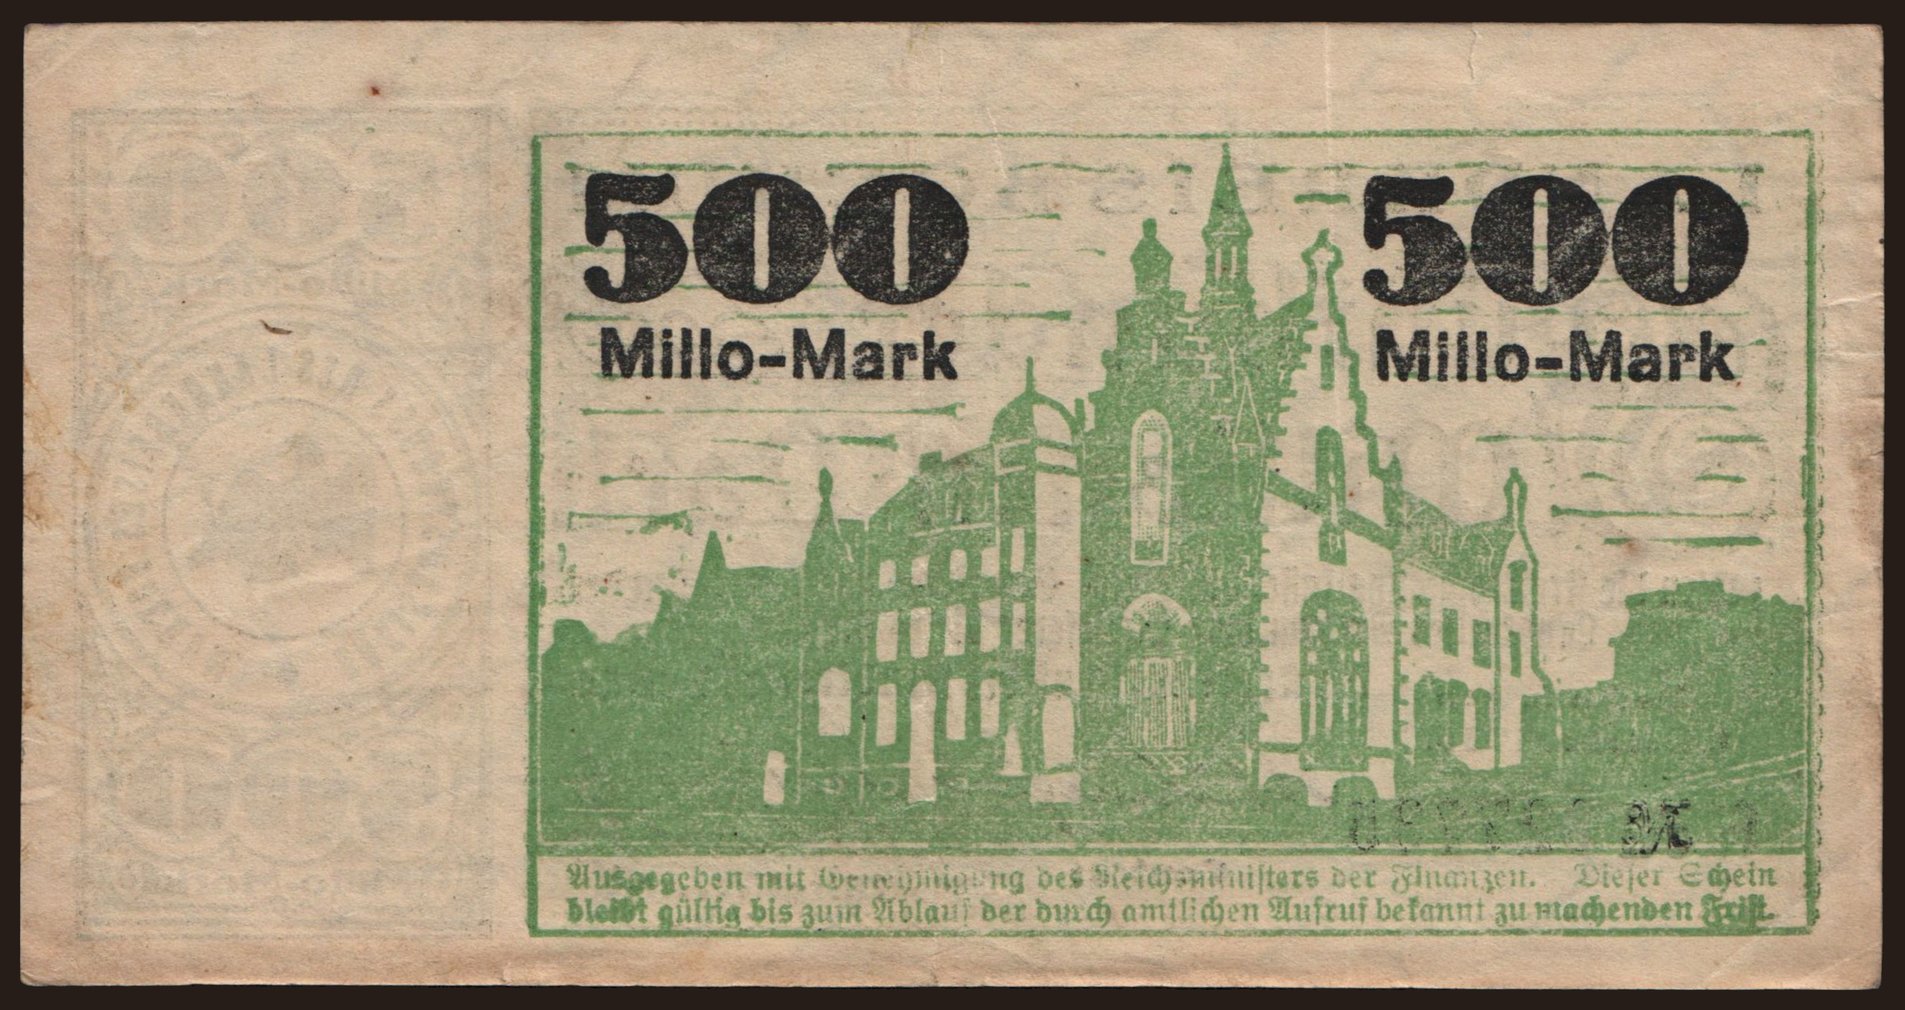 500 500
Millo-Mark Millo-Mark
Ausgegeben mit Genehmigung des Reichsministers der Finanzen. Dieser Schein
bleibt gültig bis zum Ablauf der durch amtlichen Aufruf bekannt zu machenden Frist.